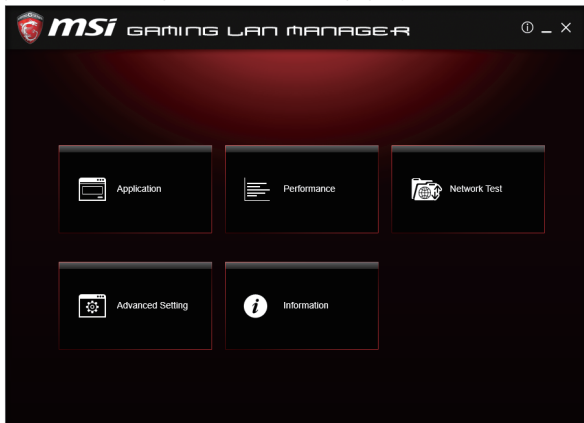 msi GAMING LAN MANAGER
Application
Performance
Network Test
Advanced Setting
Information